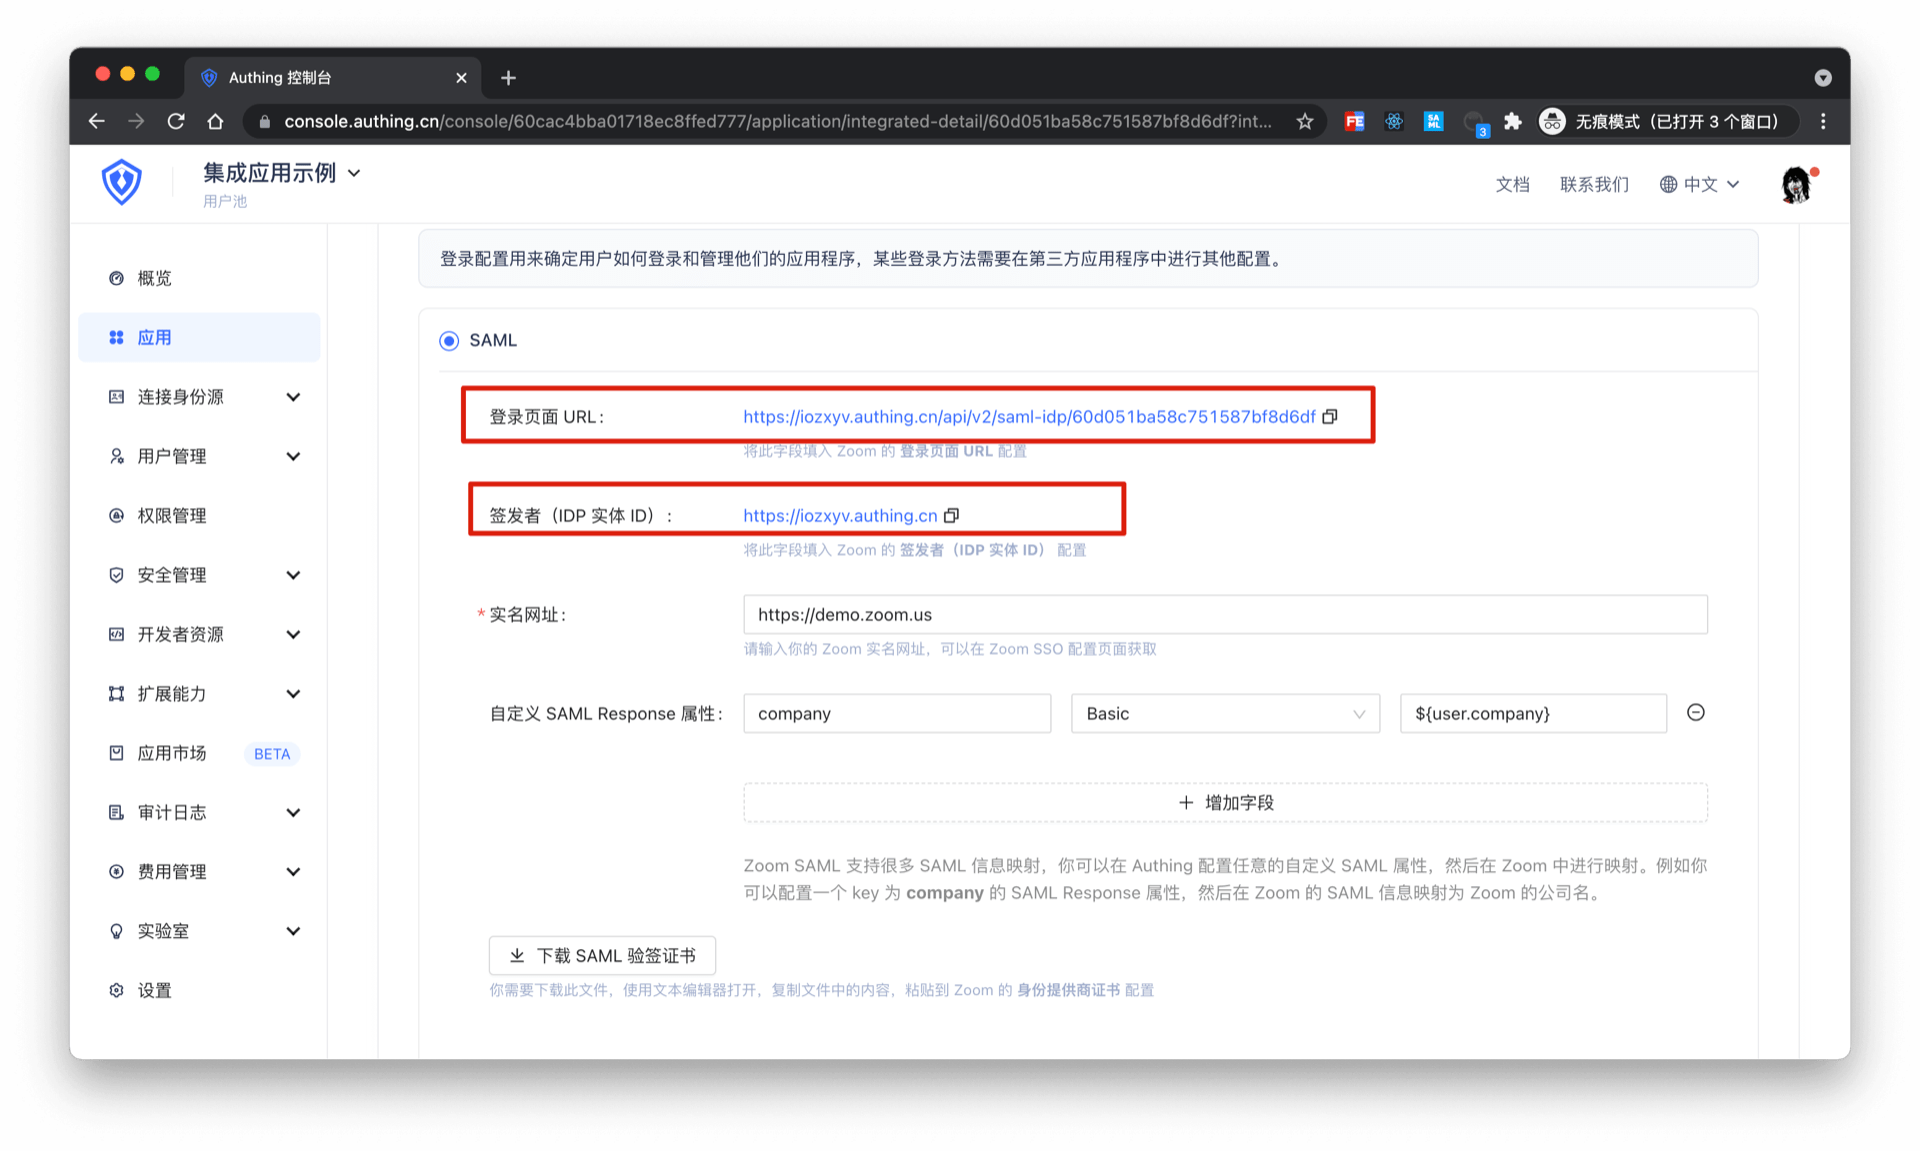 Authing 控制台
console.authing.cn/console/60cac4bba01718ec8ffed777/application/integrated-detail/60d051ba58c751587bf8d6df?int...
FE
SA
ML
3
无痕模式（已打开 3 个窗口）
集成应用示例
用户池
文档
联系我们
中文
概览
应用
连接身份源
用户管理
权限管理
安全管理
开发者资源
扩展能力
应用市场 BETA
审计日志
费用管理
实验室
设置
登录配置用来确定用户如何登录和管理他们的应用程序，某些登录方法需要在第三方应用程序中进行其他配置。
SAML
登录页面 URL： https://iozxyv.authing.cn/api/v2/saml-idp/60d051ba58c751587bf8d6df
将此字段填入 Zoom 的 登录页面 URL 配置
签发者（IDP 实体 ID）： https://iozxyv.authing.cn
将此字段填入 Zoom 的 签发者（IDP 实体 ID） 配置
* 实名网址： https://demo.zoom.us
请输入你的 Zoom 实名网址，可以在 Zoom SSO 配置页面获取
自定义 SAML Response 属性： company Basic ${user.company}
增加字段
Zoom SAML 支持很多 SAML 信息映射，你可以在 Authing 配置任意的自定义 SAML 属性，然后在 Zoom 中进行映射。例如你
可以配置一个 key 为 company 的 SAML Response 属性，然后在 Zoom 的 SAML 信息映射为 Zoom 的公司名。
下载 SAML 验签证书
你需要下载此文件，使用文本编辑器打开，复制文件中的内容，粘贴到 Zoom 的 身份提供商证书 配置